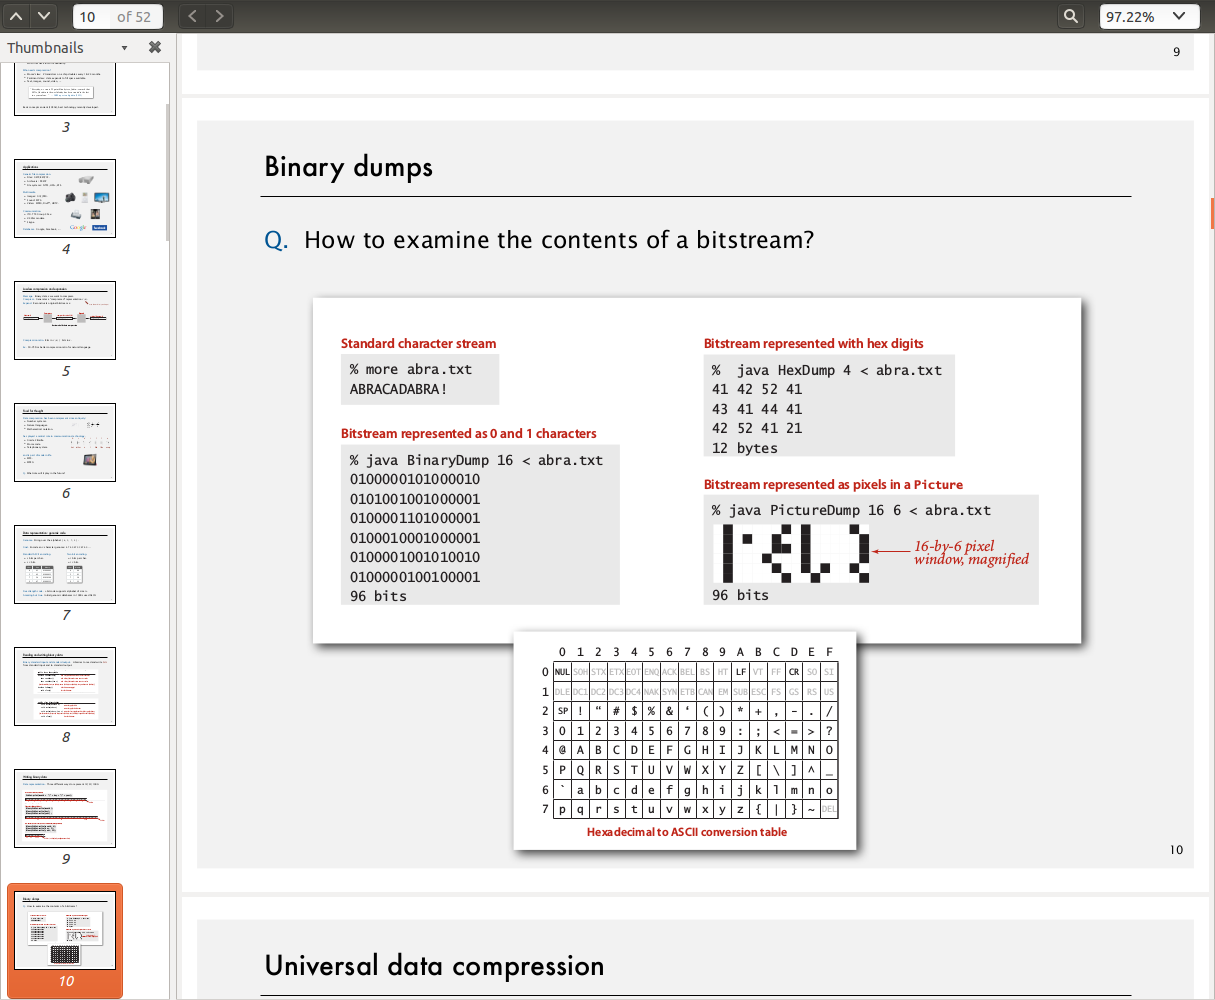 10 of 52
97.22%
Thumbnails
3
4
5
6
7
8
9
10
9
Binary dumps
Q. How to examine the contents of a bitstream?
Standard character stream
% more abra.txt
ABRACADABRA!
Bitstream represented as 0 and 1 characters
% java BinaryDump 16 < abra.txt
0100000101000010
0101001001000001
0100001101000001
0100010001000001
0100001001010010
0100000100100001
96 bits
Bitstream represented with hex digits
% java HexDump 4 < abra.txt
41 42 52 41
43 41 44 41
42 52 41 21
12 bytes
Bitstream represented as pixels in a Picture
% java PictureDump 16 6 < abra.txt
16-by-6 pixel
window, magnified
96 bits
0 1 2 3 4 5 6 7 8 9 A B C D E F
0 NUL SOH STX ETX EOT ENQ ACK BEL BS HT LF VT FF CR SO SI
1 DLE DC1 DC2 DC3 DC4 NAK SYN ETB CAN EM SUB ESC FS GS RS US
2 SP ! “ # $ % & ‘ ( ) * + , - . /
3 0 1 2 3 4 5 6 7 8 9 : ; < = > ?
4 @ A B C D E F G H I J K L M N O
5 P Q R S T U V W X Y Z [ \ ] ^ _
6 ` a b c d e f g h i j k l m n o
7 p q r s t u v w x y z { | } ~ DEL
Hexadecimal to ASCII conversion table
10
Universal data compression